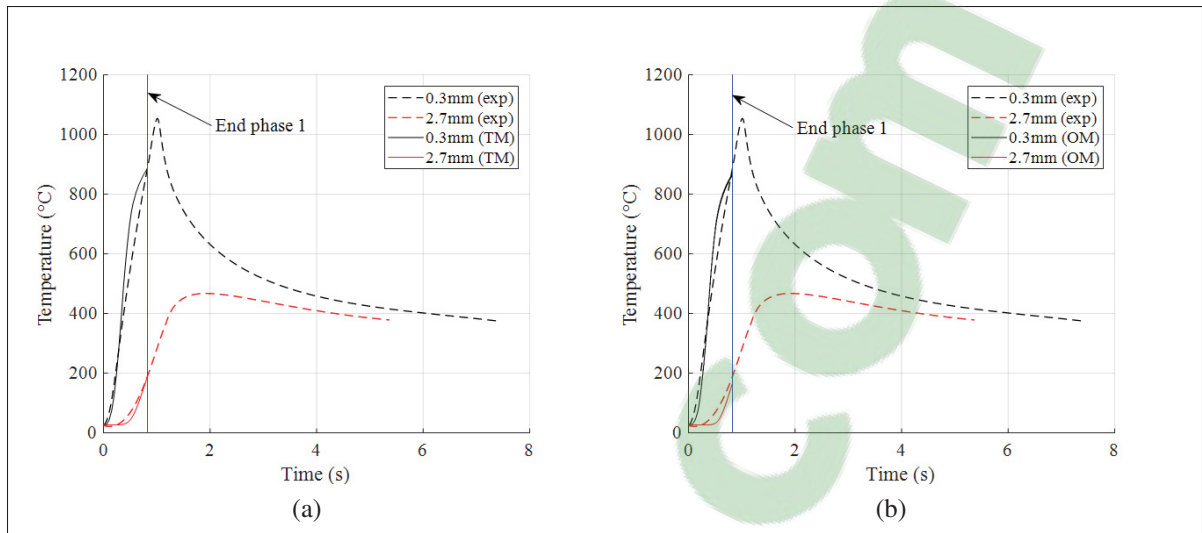 1200
1000
800
600
400
200
0
Temperature (°C)
0 2 4 6 8
Time (s)
End phase 1
0.3mm (exp)
2.7mm (exp)
0.3mm (TM)
2.7mm (TM)
(a)
1200
1000
800
600
400
200
0
Temperature (°C)
0 2 4 6 8
Time (s)
End phase 1
0.3mm (exp)
2.7mm (exp)
0.3mm (OM)
2.7mm (OM)
(b)
com